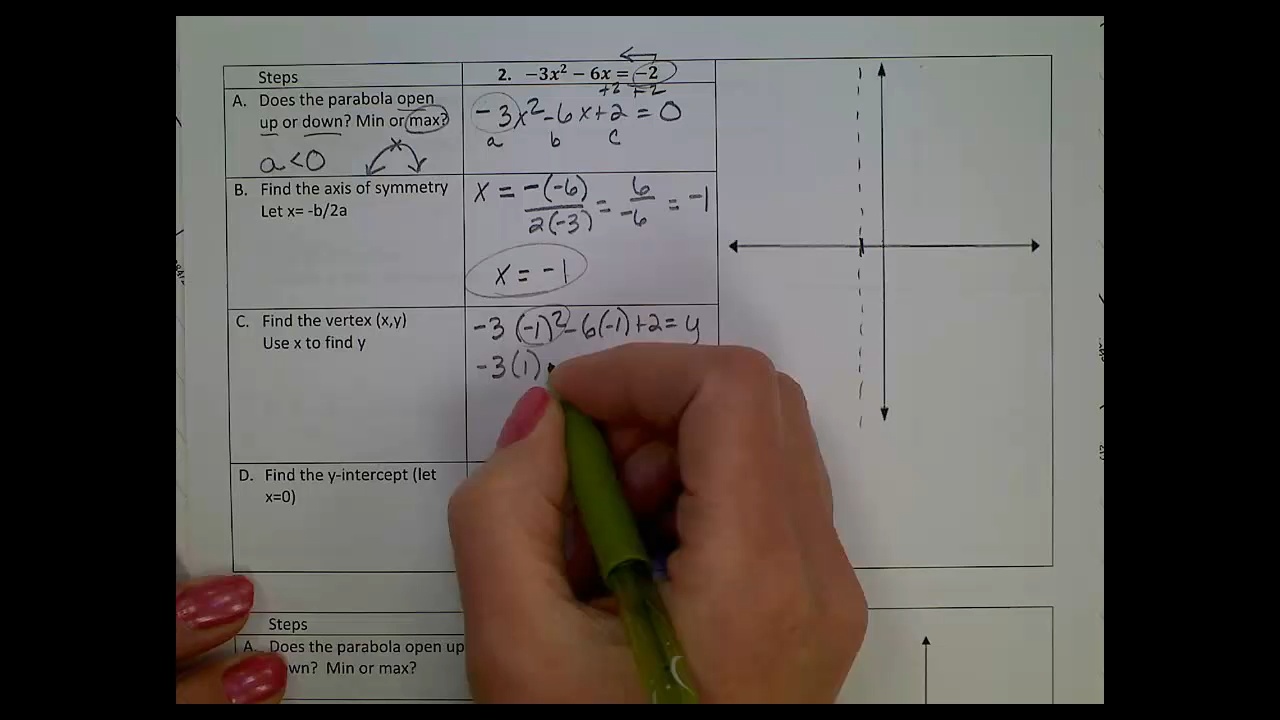 Steps
2. −3x² − 6x = −2
+2 +2
A. Does the parabola open
up or down? Min or max?
a<0
-3x²-6x+2=0
a b c
B. Find the axis of symmetry
Let x= -b/2a
x = -(-6)/2(-3) = 6/-6 = -1
x = -1
C. Find the vertex (x,y)
Use x to find y
-3(-1)²-6(-1)+2=y
-3(1)
D. Find the y-intercept (let
x=0)
Steps
A. Does the parabola open up
down? Min or max?